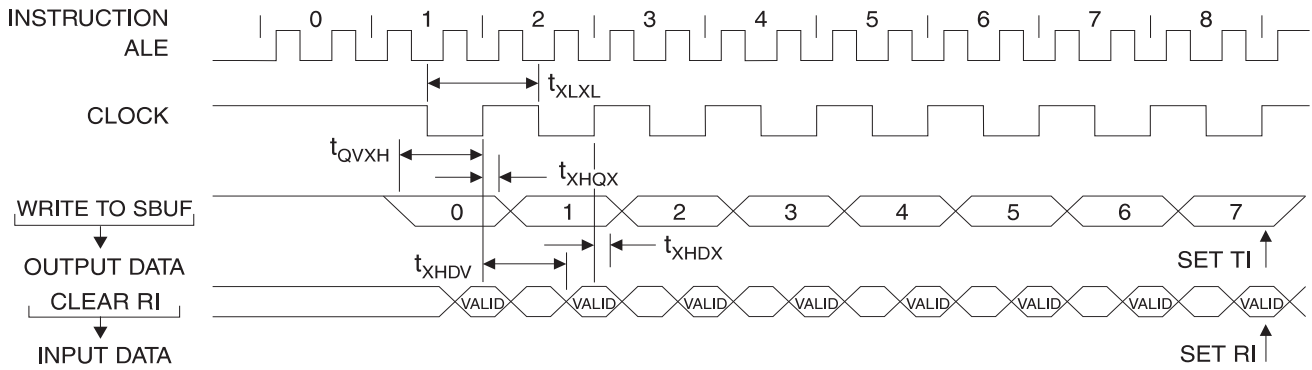 INSTRUCTION 0 1 2 3 4 5 6 7 8
ALE
tXLXL
CLOCK
tQVXH
tXHQX
WRITE TO SBUF 0 1 2 3 4 5 6 7
tXHDX
OUTPUT DATA
SET TI
tXHDV
CLEAR RI VALID VALID VALID VALID VALID VALID VALID VALID
INPUT DATA
SET RI